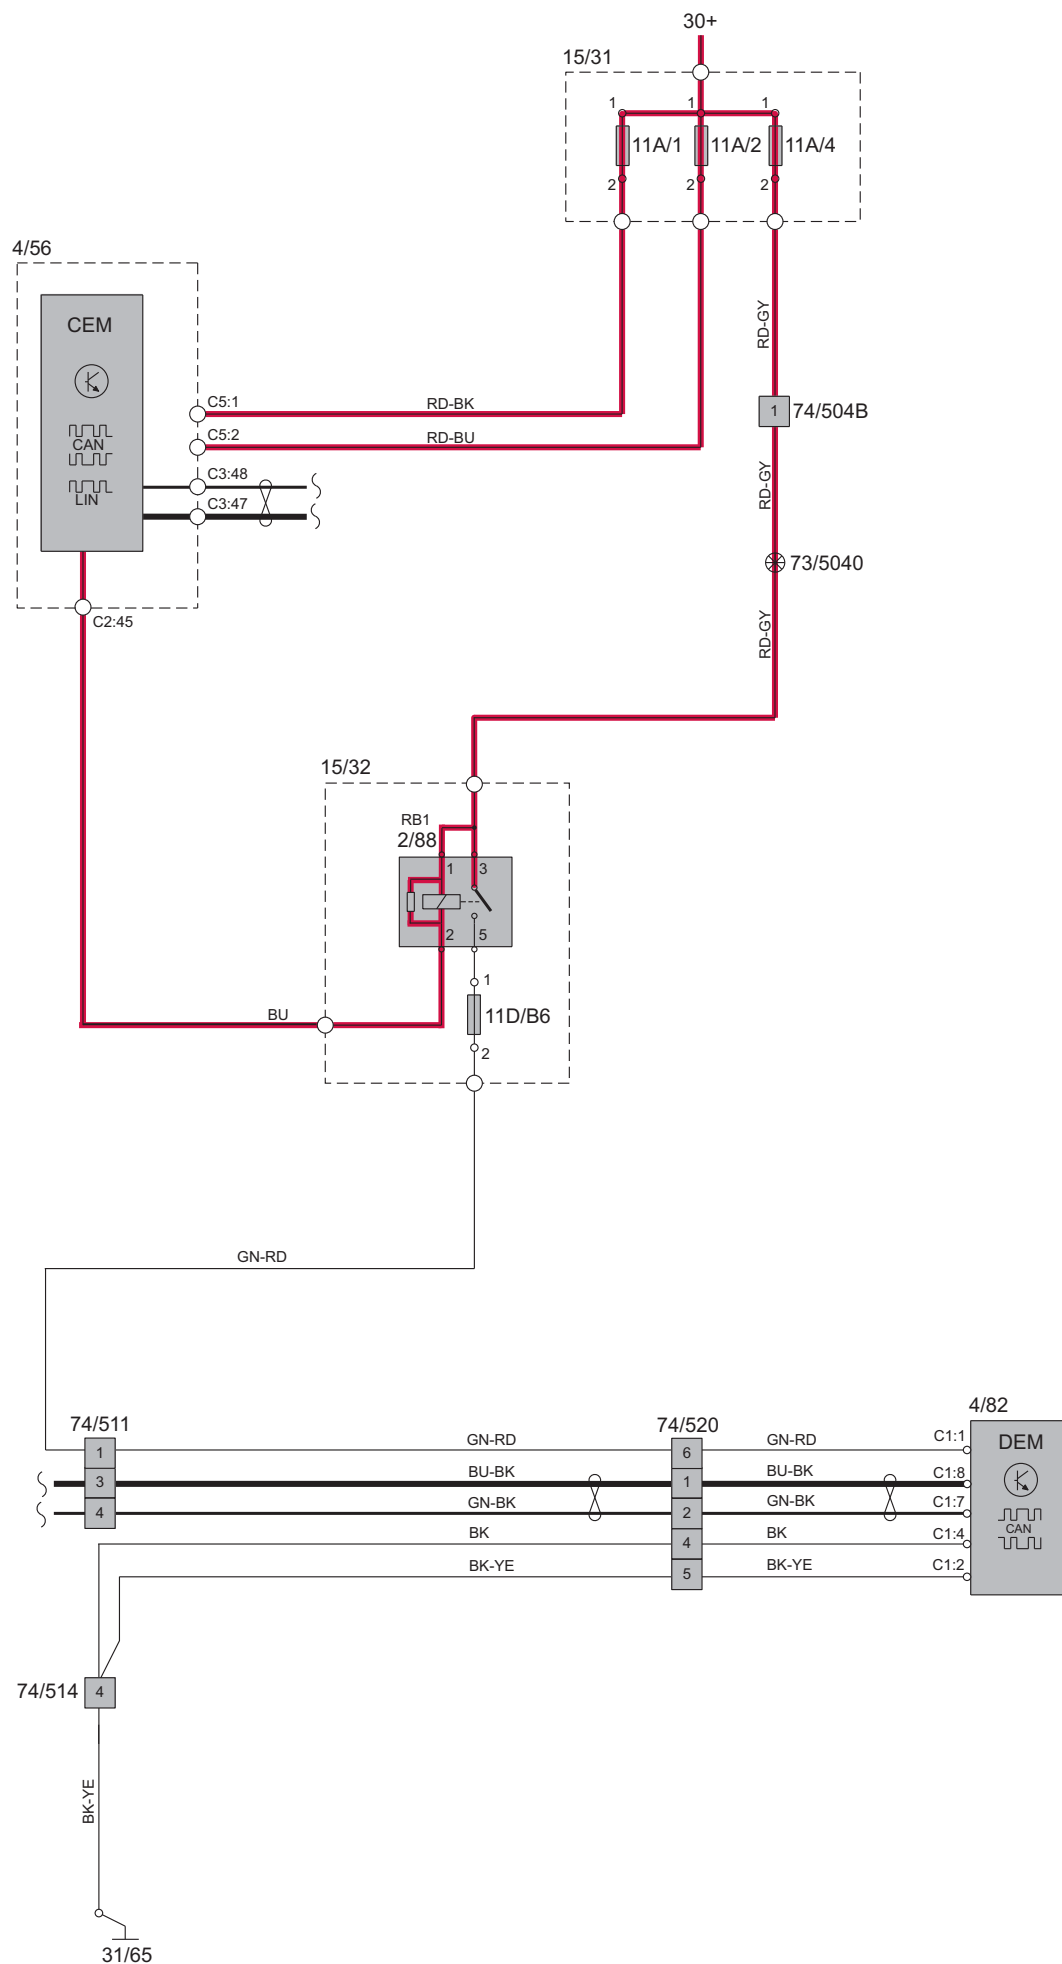 30+
15/31
1 1 1
11A/1 11A/2 11A/4
2 2 2
4/56
CEM
CAN
LIN
C5:1 RD-BK
C5:2 RD-BU
C3:48
C3:47
C2:45
RD-GY
1 74/504B
RD-GY
73/5040
RD-GY
15/32
RB1
2/88
1 3
2 5
1
11D/B6
2
BU
GN-RD
74/511 74/520 4/82
DEM
CAN
1 GN-RD 6 GN-RD C1:1
3 BU-BK 1 BU-BK C1:8
4 GN-BK 2 GN-BK C1:7
BK 4 BK C1:4
BK-YE 5 BK-YE C1:2
74/514 4
BK-YE
31/65